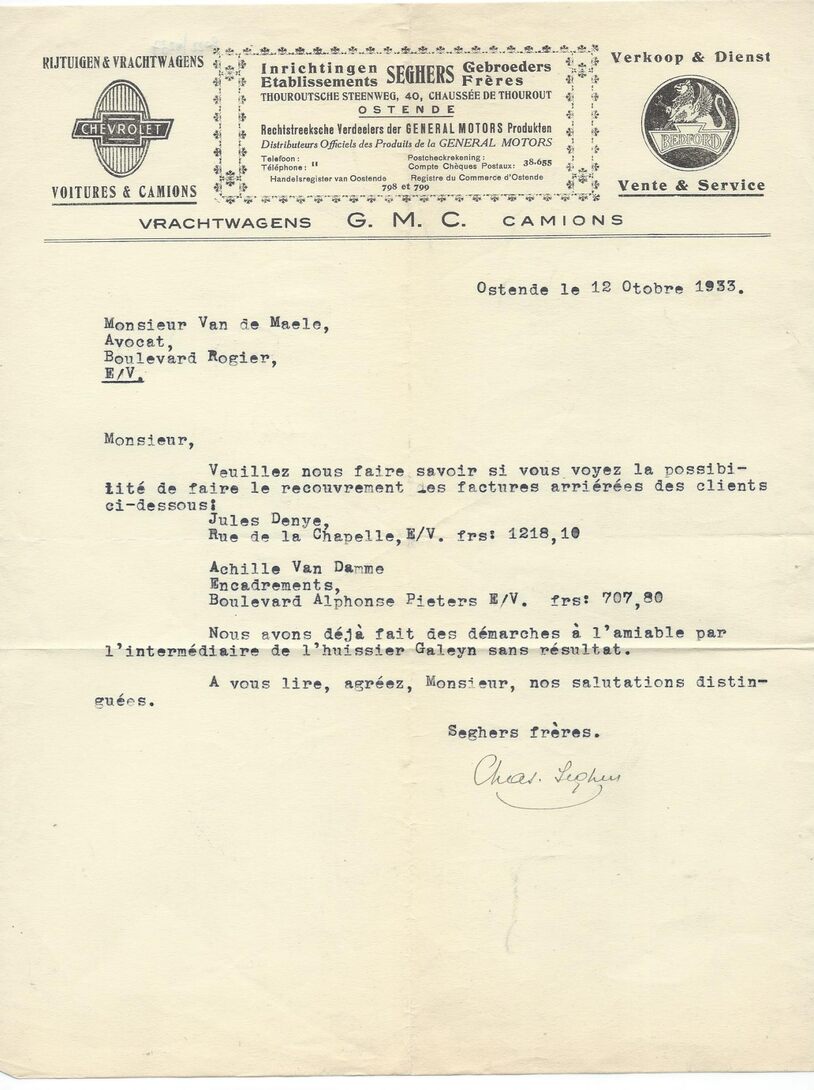 RIJTUIGEN & VRACHTWAGENS
CHEVROLET
VOITURES & CAMIONS
Inrichtingen SEGHERS Gebroeders
Etablissements Frères
THOUROUTSCHE STEENWEG, 40, CHAUSSÉE DE THOUROUT
OSTENDE
Rechtstreeksche Verdeelers der GENERAL MOTORS Produkten
Distributeurs Officiels des Produits de la GENERAL MOTORS
Telefoon : Postcheckrekening :
Téléphone : 11 Compte Chèques Postaux : 38.655
Handelsregister van Oostende Registre du Commerce d'Ostende
798 et 799
Verkoop & Dienst
BEDFORD
Vente & Service
VRACHTWAGENS G. M. C. CAMIONS
Ostende le 12 Otobre 1933.
Monsieur Van de Maele,
Avocat,
Boulevard Rogier,
E/V.
Monsieur,
Veuillez nous faire savoir si vous voyez la possibi-
lité de faire le recouvrement des factures arriérées des clients
ci-dessous:
Jules Denye,
Rue de la Chapelle, E/V. frs: 1218,10
Achille Van Damme
Encadrements,
Boulevard Alphonse Pieters E/V. frs: 707,80
Nous avons déjà fait des démarches à l'amiable par
l'intermédiaire de l'huissier Galeyn sans résultat.
A vous lire, agréez, Monsieur, nos salutations distin-
guées.
Seghers frères.
Chas. Seghers